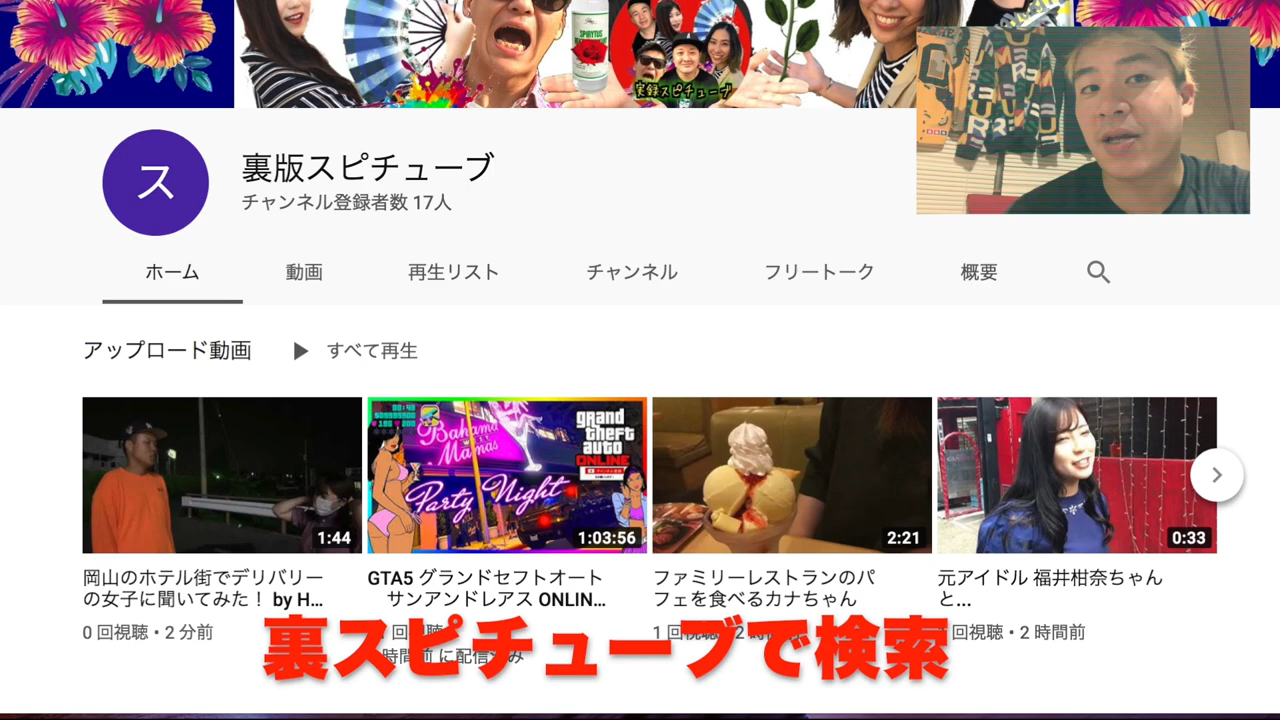 SPIRYTUS
実録スピチューブ
ス
裏版スピチューブ
チャンネル登録者数 17人
ホーム 動画 再生リスト チャンネル フリートーク 概要
アップロード動画 すべて再生
Bahama
Mamas
Party Night
grand
theft
auto
ONLINE
1:44
1:03:56
2:21
0:33
岡山のホテル街でデリバリー
の女子に聞いてみた！ by H...
0 回視聴・2 分前
GTA5 グランドセフトオート
サンアンドレアス ONLIN...
回視聴
時間前 に配信済み
ファミリーレストランのパ
フェを食べるカナちゃん
1 回視聴・2 時間前
元アイドル 福井柑奈ちゃん
と...
回視聴・2 時間前
裏スピチューブで検索